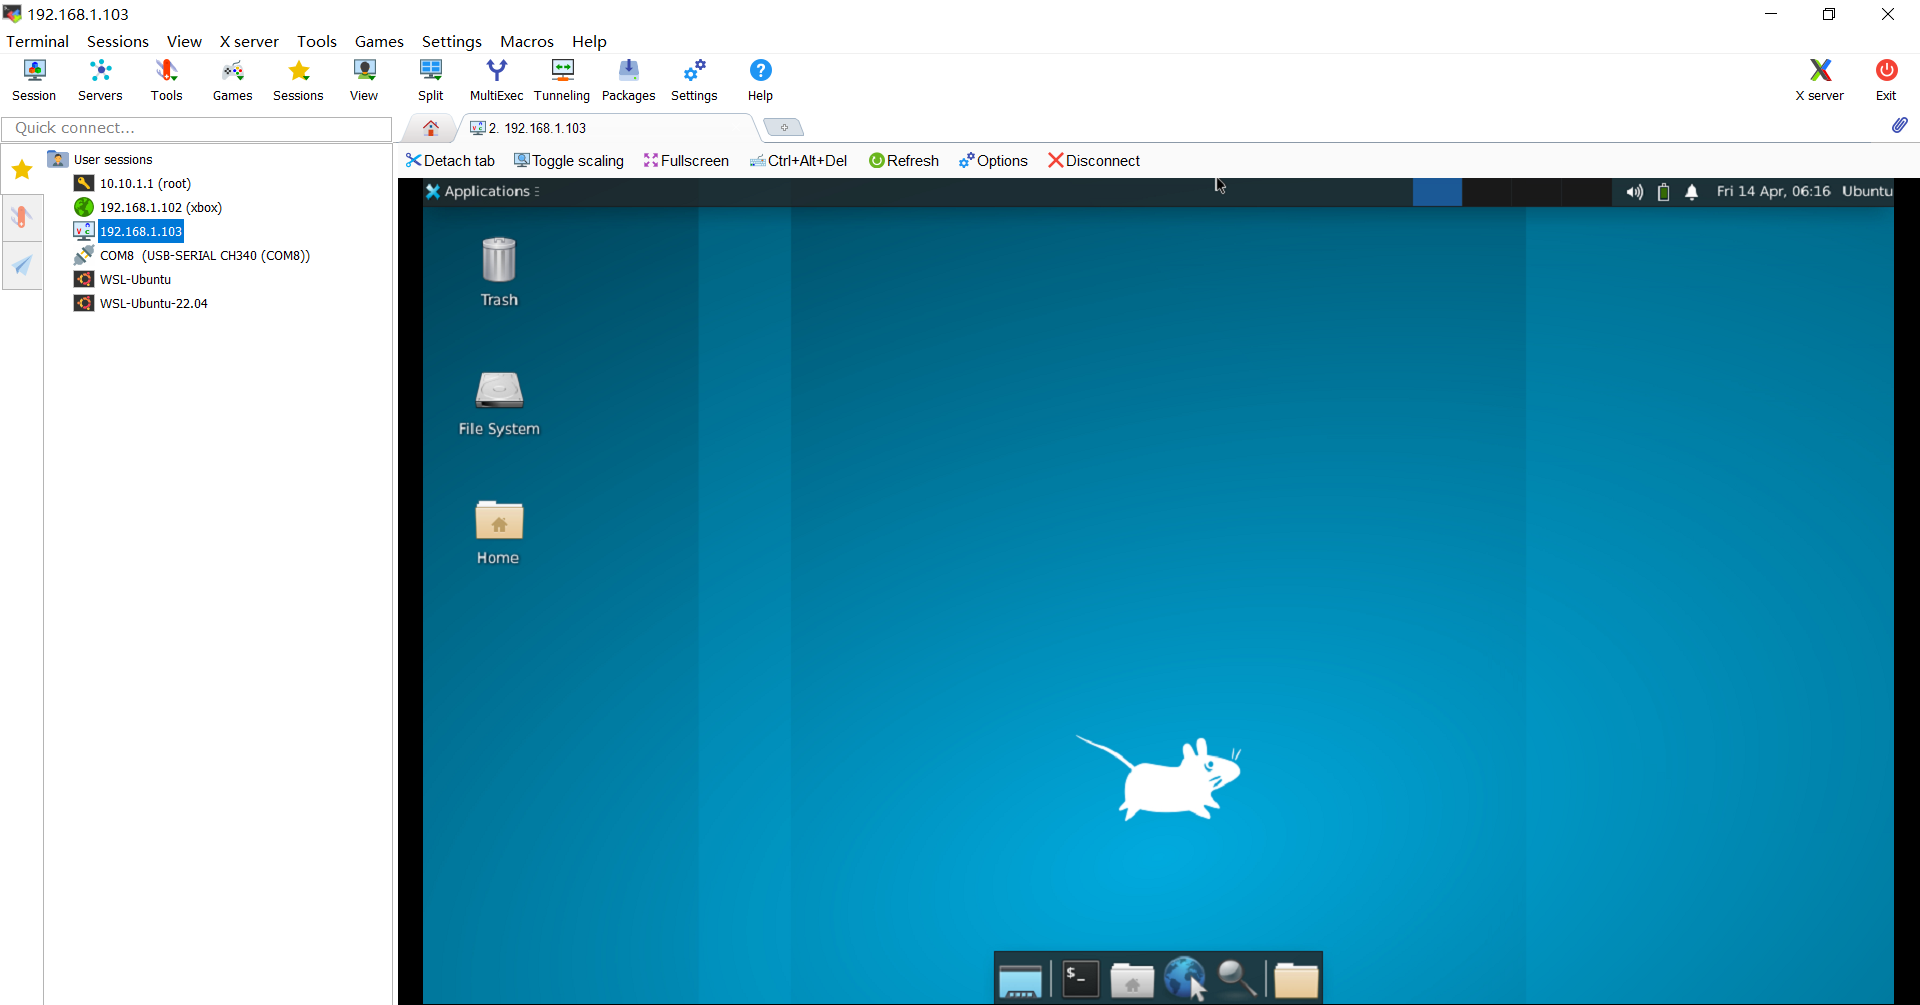 192.168.1.103
Terminal Sessions View X server Tools Games Settings Macros Help
Session Servers Tools Games Sessions View Split MultiExec Tunneling Packages Settings Help X server Exit
Quick connect...
2. 192.168.1.103
Detach tab Toggle scaling Fullscreen Ctrl+Alt+Del Refresh Options Disconnect
User sessions
10.10.1.1 (root)
192.168.1.102 (xbox)
192.168.1.103
COM8 (USB-SERIAL CH340 (COM8))
WSL-Ubuntu
WSL-Ubuntu-22.04
Applications
Fri 14 Apr, 06:16 Ubuntu
Trash
File System
Home
$_